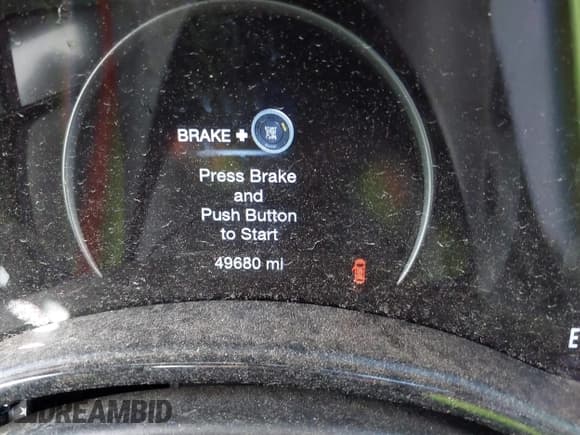 BRAKE +
Press Brake
and
Push Button
to Start
49680 mi
E
DREAMBID